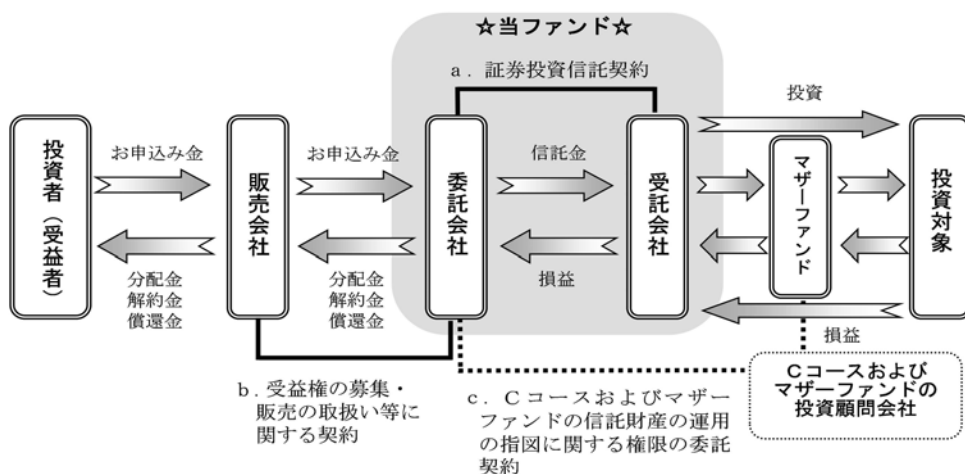 ☆当ファンド☆
a．証券投資信託契約
投資者（受益者）
お申込み金
分配金
解約金
償還金
販売会社
お申込み金
分配金
解約金
償還金
委託会社
信託金
損益
受託会社
投資
マザーファンド
損益
投資対象
b．受益権の募集・
販売の取扱い等に
関する契約
c．Ｃコースおよびマザー
ファンドの信託財産の運用
の指図に関する権限の委託
契約
Ｃコースおよび
マザーファンドの
投資顧問会社